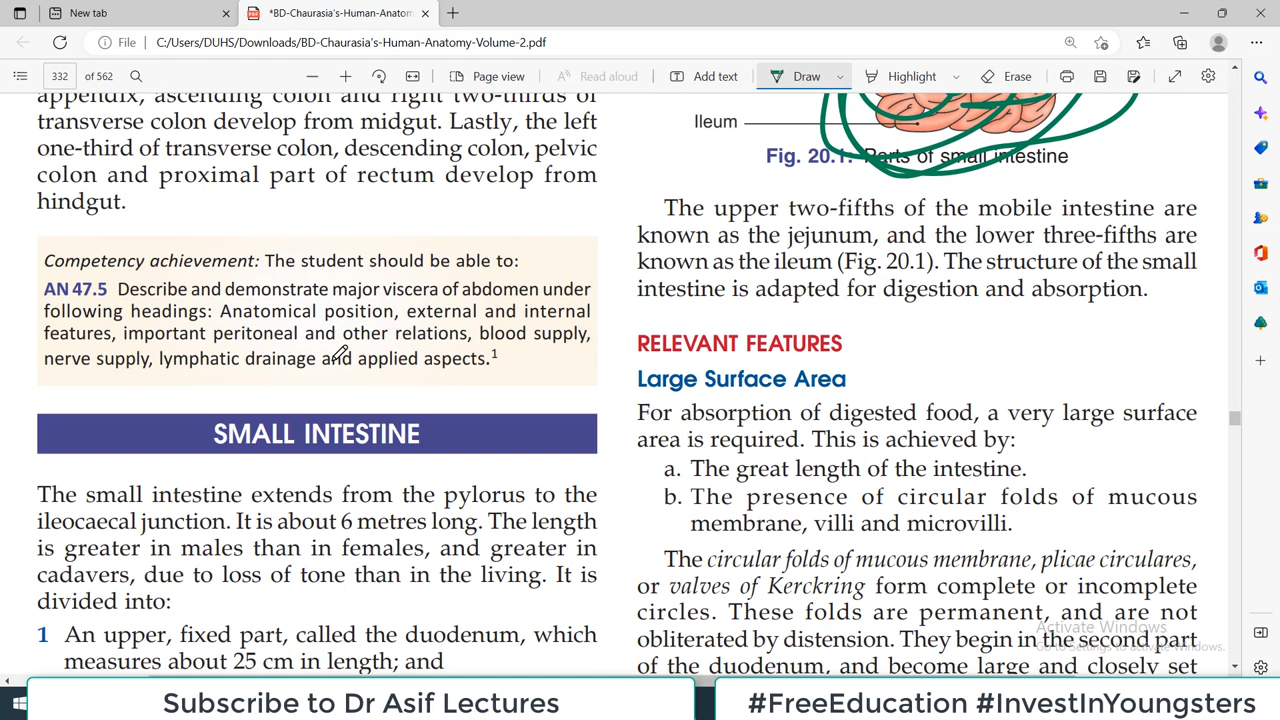 New tab
*BD-Chaurasia's-Human-Anatom
File
C:/Users/DUHS/Downloads/BD-Chaurasia's-Human-Anatomy-Volume-2.pdf
332 of 562
Page view
Read aloud
Add text
Draw
Highlight
Erase
appendix, ascending colon and right two-thirds of
transverse colon develop from midgut. Lastly, the left
one-third of transverse colon, descending colon, pelvic
colon and proximal part of rectum develop from
hindgut.
Competency achievement: The student should be able to:
AN 47.5 Describe and demonstrate major viscera of abdomen under
following headings: Anatomical position, external and internal
features, important peritoneal and other relations, blood supply,
nerve supply, lymphatic drainage and applied aspects.1
SMALL INTESTINE
The small intestine extends from the pylorus to the
ileocaecal junction. It is about 6 metres long. The length
is greater in males than in females, and greater in
cadavers, due to loss of tone than in the living. It is
divided into:
1 An upper, fixed part, called the duodenum, which
measures about 25 cm in length; and
Ileum
Fig. 20.1: Parts of small intestine
The upper two-fifths of the mobile intestine are
known as the jejunum, and the lower three-fifths are
known as the ileum (Fig. 20.1). The structure of the small
intestine is adapted for digestion and absorption.
RELEVANT FEATURES
Large Surface Area
For absorption of digested food, a very large surface
area is required. This is achieved by:
a. The great length of the intestine.
b. The presence of circular folds of mucous
membrane, villi and microvilli.
The circular folds of mucous membrane, plicae circulares,
or valves of Kerckring form complete or incomplete
circles. These folds are permanent, and are not
obliterated by distension. They begin in the second part
of the duodenum, and become large and closely set
Activate Windows
Go to Settings to activate Windows.
Subscribe to Dr Asif Lectures
#FreeEducation #InvestInYoungsters